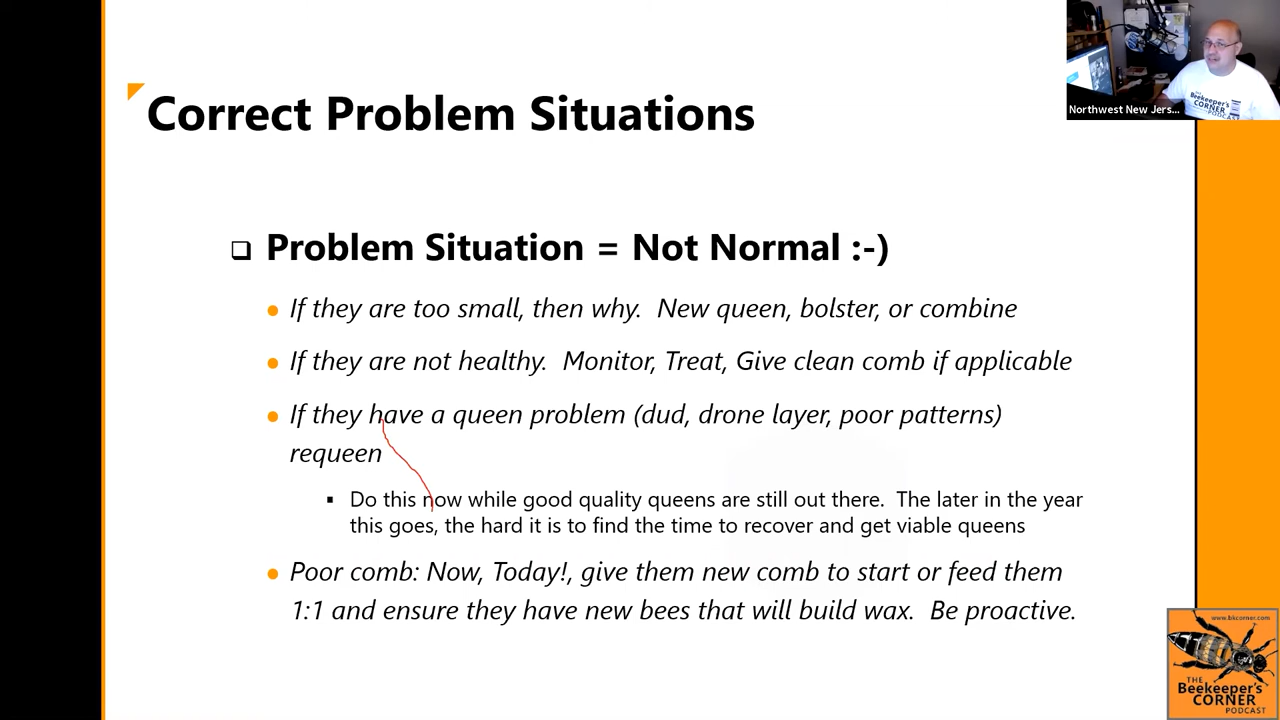 Correct Problem Situations
Northwest New Jers...
THE
Beekeeper's
CORNER
PODCAST
Problem Situation = Not Normal :-)
If they are too small, then why.  New queen, bolster, or combine
If they are not healthy.  Monitor, Treat, Give clean comb if applicable
If they have a queen problem (dud, drone layer, poor patterns)
requeen
Do this now while good quality queens are still out there.  The later in the year
this goes, the hard it is to find the time to recover and get viable queens
Poor comb: Now, Today!, give them new comb to start or feed them
1:1 and ensure they have new bees that will build wax.  Be proactive.
www.bkcorner.com
THE
Beekeeper's
CORNER
PODCAST